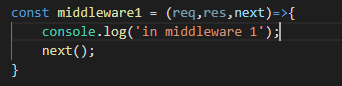 const middleware1 = (req,res,next)=>{
    console.log('in middleware 1');
    next();
}